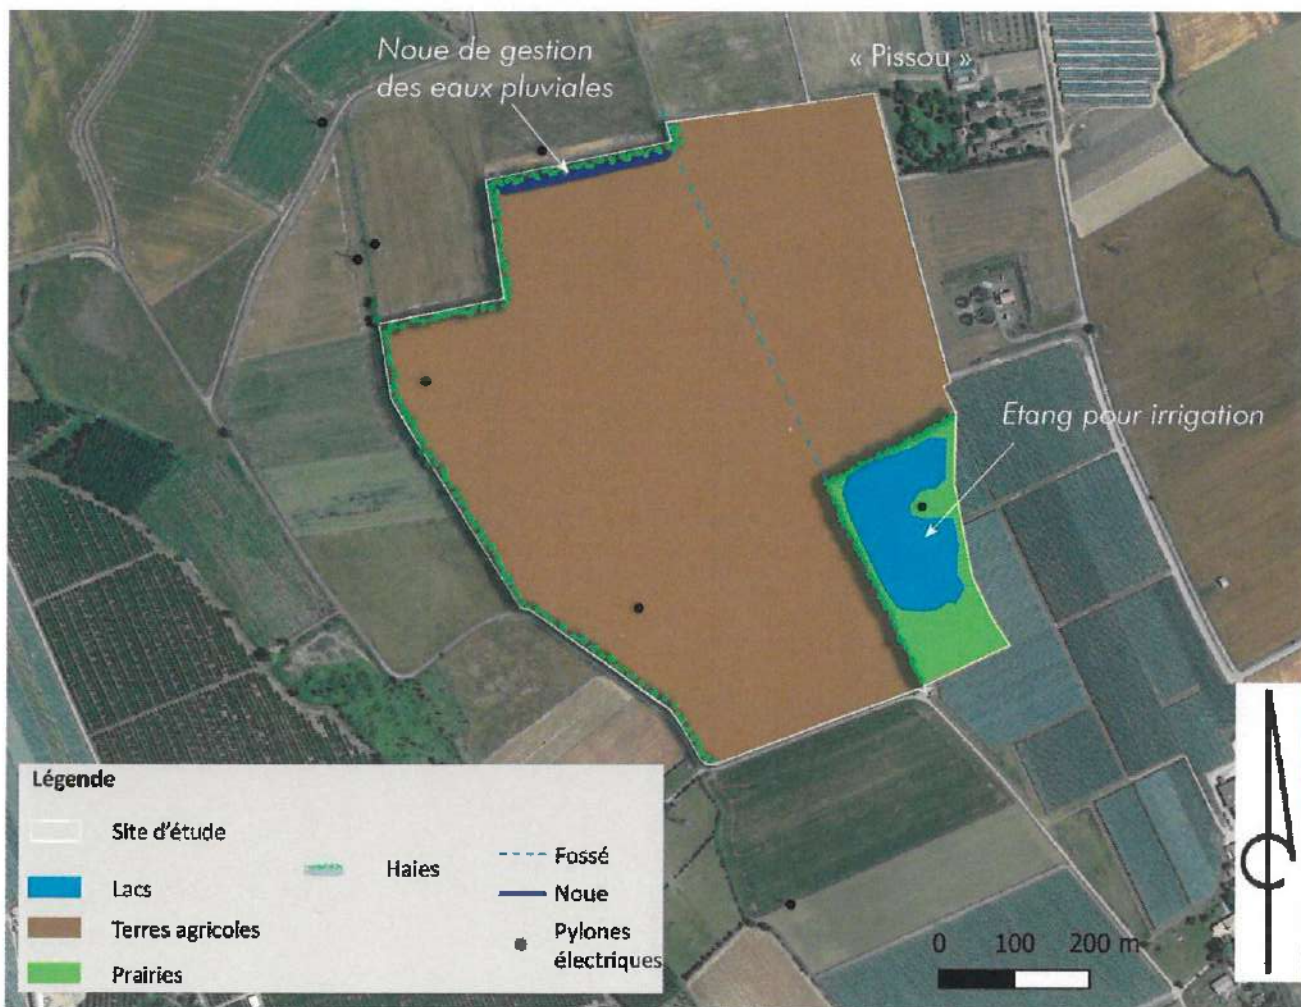 Noue de gestion
des eaux pluviales
« Pissou »
Etang pour irrigation
Légende
Site d'étude
Lacs
Terres agricoles
Prairies
Haies
Fossé
Noue
Pylones
électriques
0 100 200 m